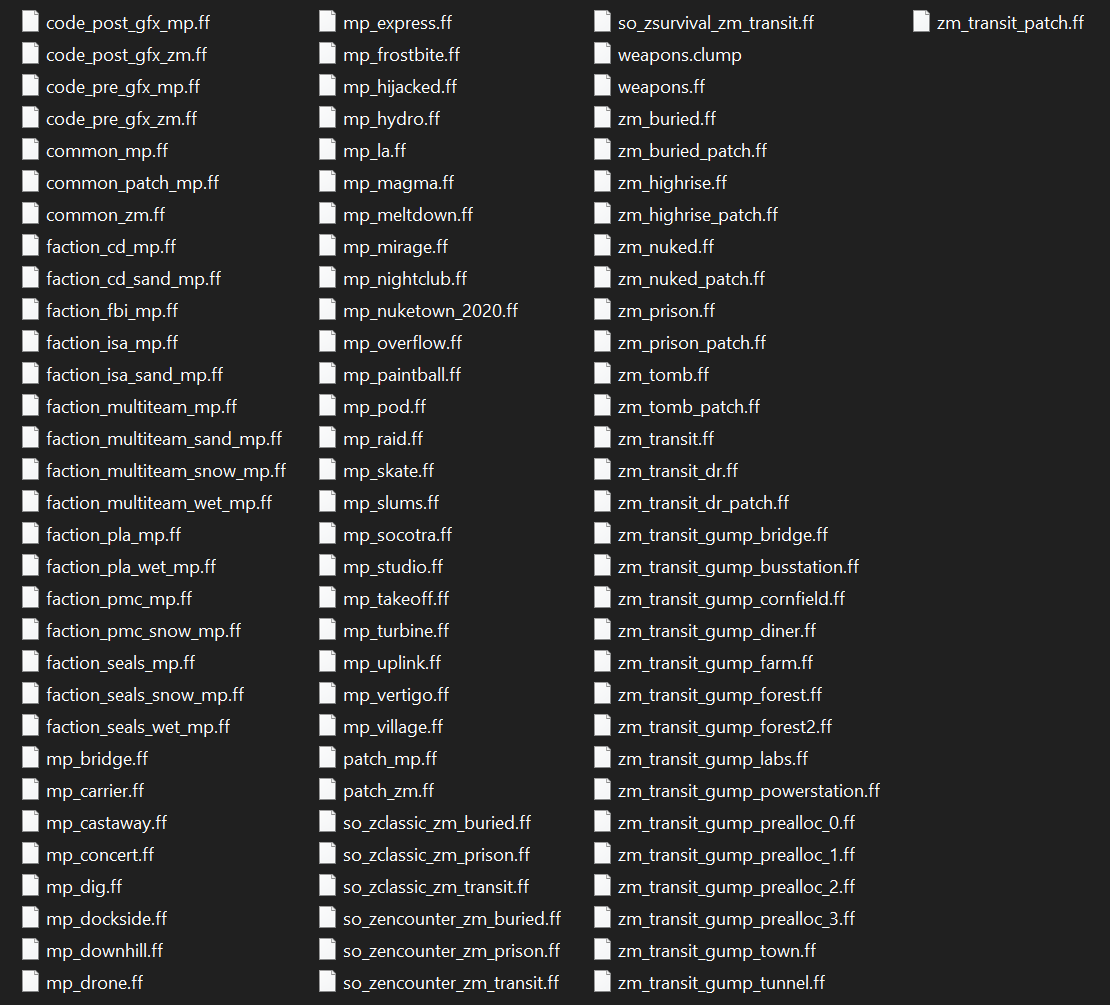 code_post_gfx_mp.ff
code_post_gfx_zm.ff
code_pre_gfx_mp.ff
code_pre_gfx_zm.ff
common_mp.ff
common_patch_mp.ff
common_zm.ff
faction_cd_mp.ff
faction_cd_sand_mp.ff
faction_fbi_mp.ff
faction_isa_mp.ff
faction_isa_sand_mp.ff
faction_multiteam_mp.ff
faction_multiteam_sand_mp.ff
faction_multiteam_snow_mp.ff
faction_multiteam_wet_mp.ff
faction_pla_mp.ff
faction_pla_wet_mp.ff
faction_pmc_mp.ff
faction_pmc_snow_mp.ff
faction_seals_mp.ff
faction_seals_snow_mp.ff
faction_seals_wet_mp.ff
mp_bridge.ff
mp_carrier.ff
mp_castaway.ff
mp_concert.ff
mp_dig.ff
mp_dockside.ff
mp_downhill.ff
mp_drone.ff
mp_express.ff
mp_frostbite.ff
mp_hijacked.ff
mp_hydro.ff
mp_la.ff
mp_magma.ff
mp_meltdown.ff
mp_mirage.ff
mp_nightclub.ff
mp_nuketown_2020.ff
mp_overflow.ff
mp_paintball.ff
mp_pod.ff
mp_raid.ff
mp_skate.ff
mp_slums.ff
mp_socotra.ff
mp_studio.ff
mp_takeoff.ff
mp_turbine.ff
mp_uplink.ff
mp_vertigo.ff
mp_village.ff
patch_mp.ff
patch_zm.ff
so_zclassic_zm_buried.ff
so_zclassic_zm_prison.ff
so_zclassic_zm_transit.ff
so_zencounter_zm_buried.ff
so_zencounter_zm_prison.ff
so_zencounter_zm_transit.ff
so_zsurvival_zm_transit.ff
weapons.clump
weapons.ff
zm_buried.ff
zm_buried_patch.ff
zm_highrise.ff
zm_highrise_patch.ff
zm_nuked.ff
zm_nuked_patch.ff
zm_prison.ff
zm_prison_patch.ff
zm_tomb.ff
zm_tomb_patch.ff
zm_transit.ff
zm_transit_dr.ff
zm_transit_dr_patch.ff
zm_transit_gump_bridge.ff
zm_transit_gump_busstation.ff
zm_transit_gump_cornfield.ff
zm_transit_gump_diner.ff
zm_transit_gump_farm.ff
zm_transit_gump_forest.ff
zm_transit_gump_forest2.ff
zm_transit_gump_labs.ff
zm_transit_gump_powerstation.ff
zm_transit_gump_prealloc_0.ff
zm_transit_gump_prealloc_1.ff
zm_transit_gump_prealloc_2.ff
zm_transit_gump_prealloc_3.ff
zm_transit_gump_town.ff
zm_transit_gump_tunnel.ff
zm_transit_patch.ff